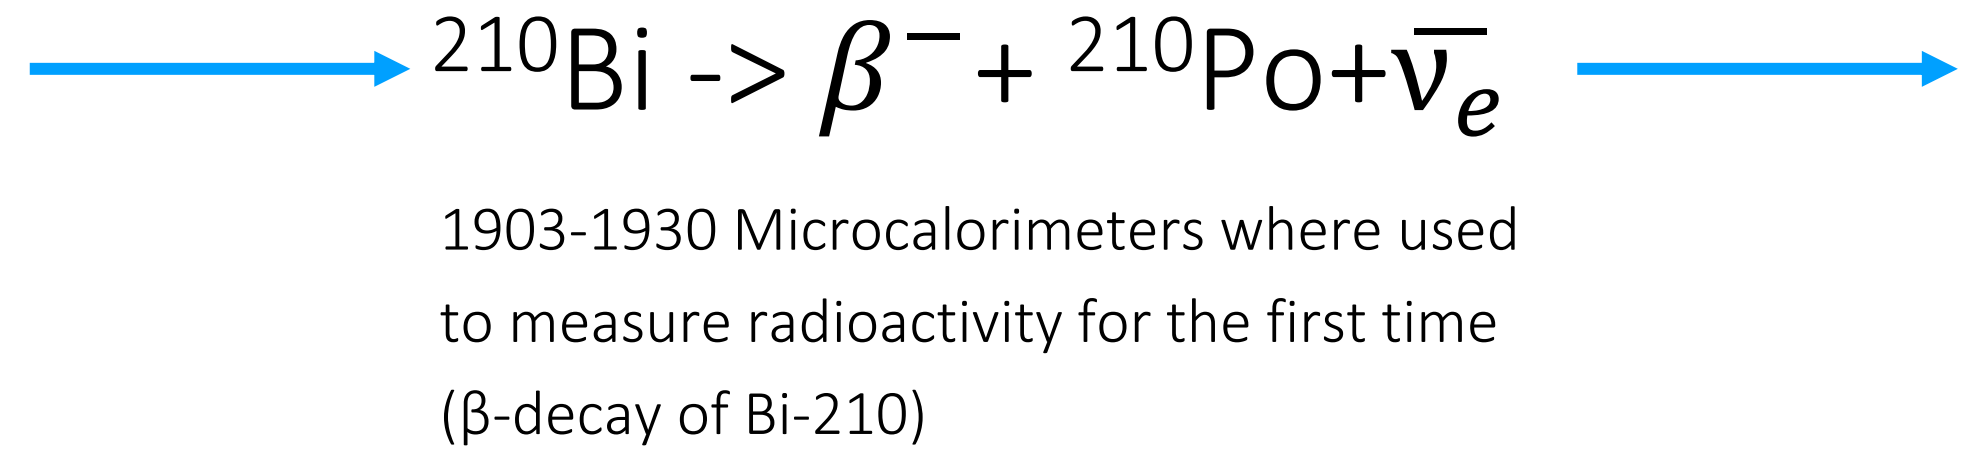 ²¹⁰Bi -> β⁻ + ²¹⁰Po+ν̅ₑ
1903-1930 Microcalorimeters where used
to measure radioactivity for the first time
(β-decay of Bi-210)